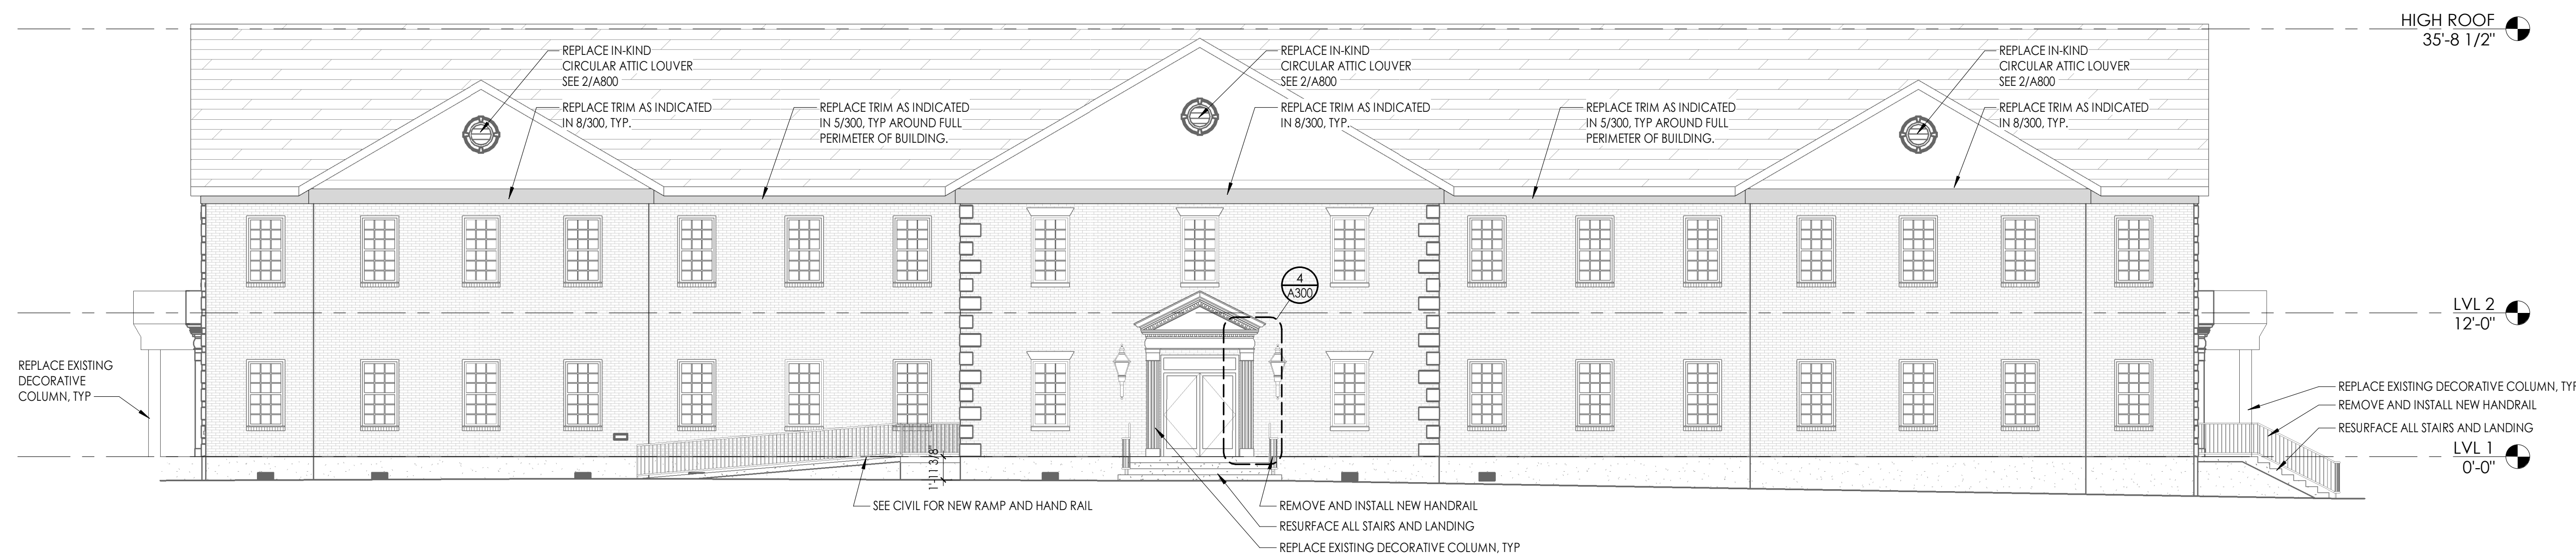 HIGH ROOF
35'-8 1/2"
REPLACE IN-KIND
CIRCULAR ATTIC LOUVER
SEE 2/A800
REPLACE IN-KIND
CIRCULAR ATTIC LOUVER
SEE 2/A800
REPLACE IN-KIND
CIRCULAR ATTIC LOUVER
SEE 2/A800
REPLACE TRIM AS INDICATED
IN 8/300, TYP.
REPLACE TRIM AS INDICATED
IN 5/300, TYP AROUND FULL
PERIMETER OF BUILDING.
REPLACE TRIM AS INDICATED
IN 8/300, TYP.
REPLACE TRIM AS INDICATED
IN 5/300, TYP AROUND FULL
PERIMETER OF BUILDING.
REPLACE TRIM AS INDICATED
IN 8/300, TYP.
4
A300
LVL 2
12'-0"
REPLACE EXISTING
DECORATIVE
COLUMN, TYP
REPLACE EXISTING DECORATIVE COLUMN, TYP
REMOVE AND INSTALL NEW HANDRAIL
RESURFACE ALL STAIRS AND LANDING
LVL 1
0'-0"
1'-11 3/8"
SEE CIVIL FOR NEW RAMP AND HAND RAIL
REMOVE AND INSTALL NEW HANDRAIL
RESURFACE ALL STAIRS AND LANDING
REPLACE EXISTING DECORATIVE COLUMN, TYP